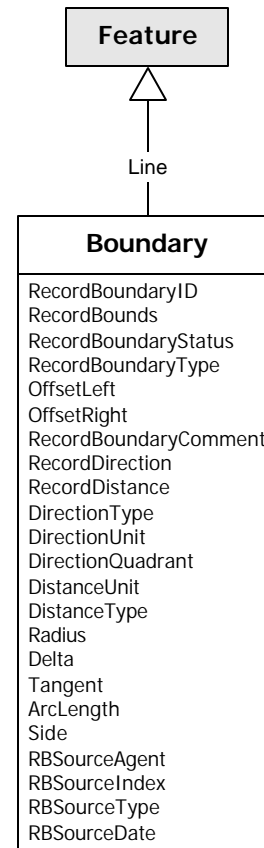 Feature
Line
Boundary
RecordBoundaryID
RecordBounds
RecordBoundaryStatus
RecordBoundaryType
OffsetLeft
OffsetRight
RecordBoundaryComment
RecordDirection
RecordDistance
DirectionType
DirectionUnit
DirectionQuadrant
DistanceUnit
DistanceType
Radius
Delta
Tangent
ArcLength
Side
RBSourceAgent
RBSourceIndex
RBSourceType
RBSourceDate